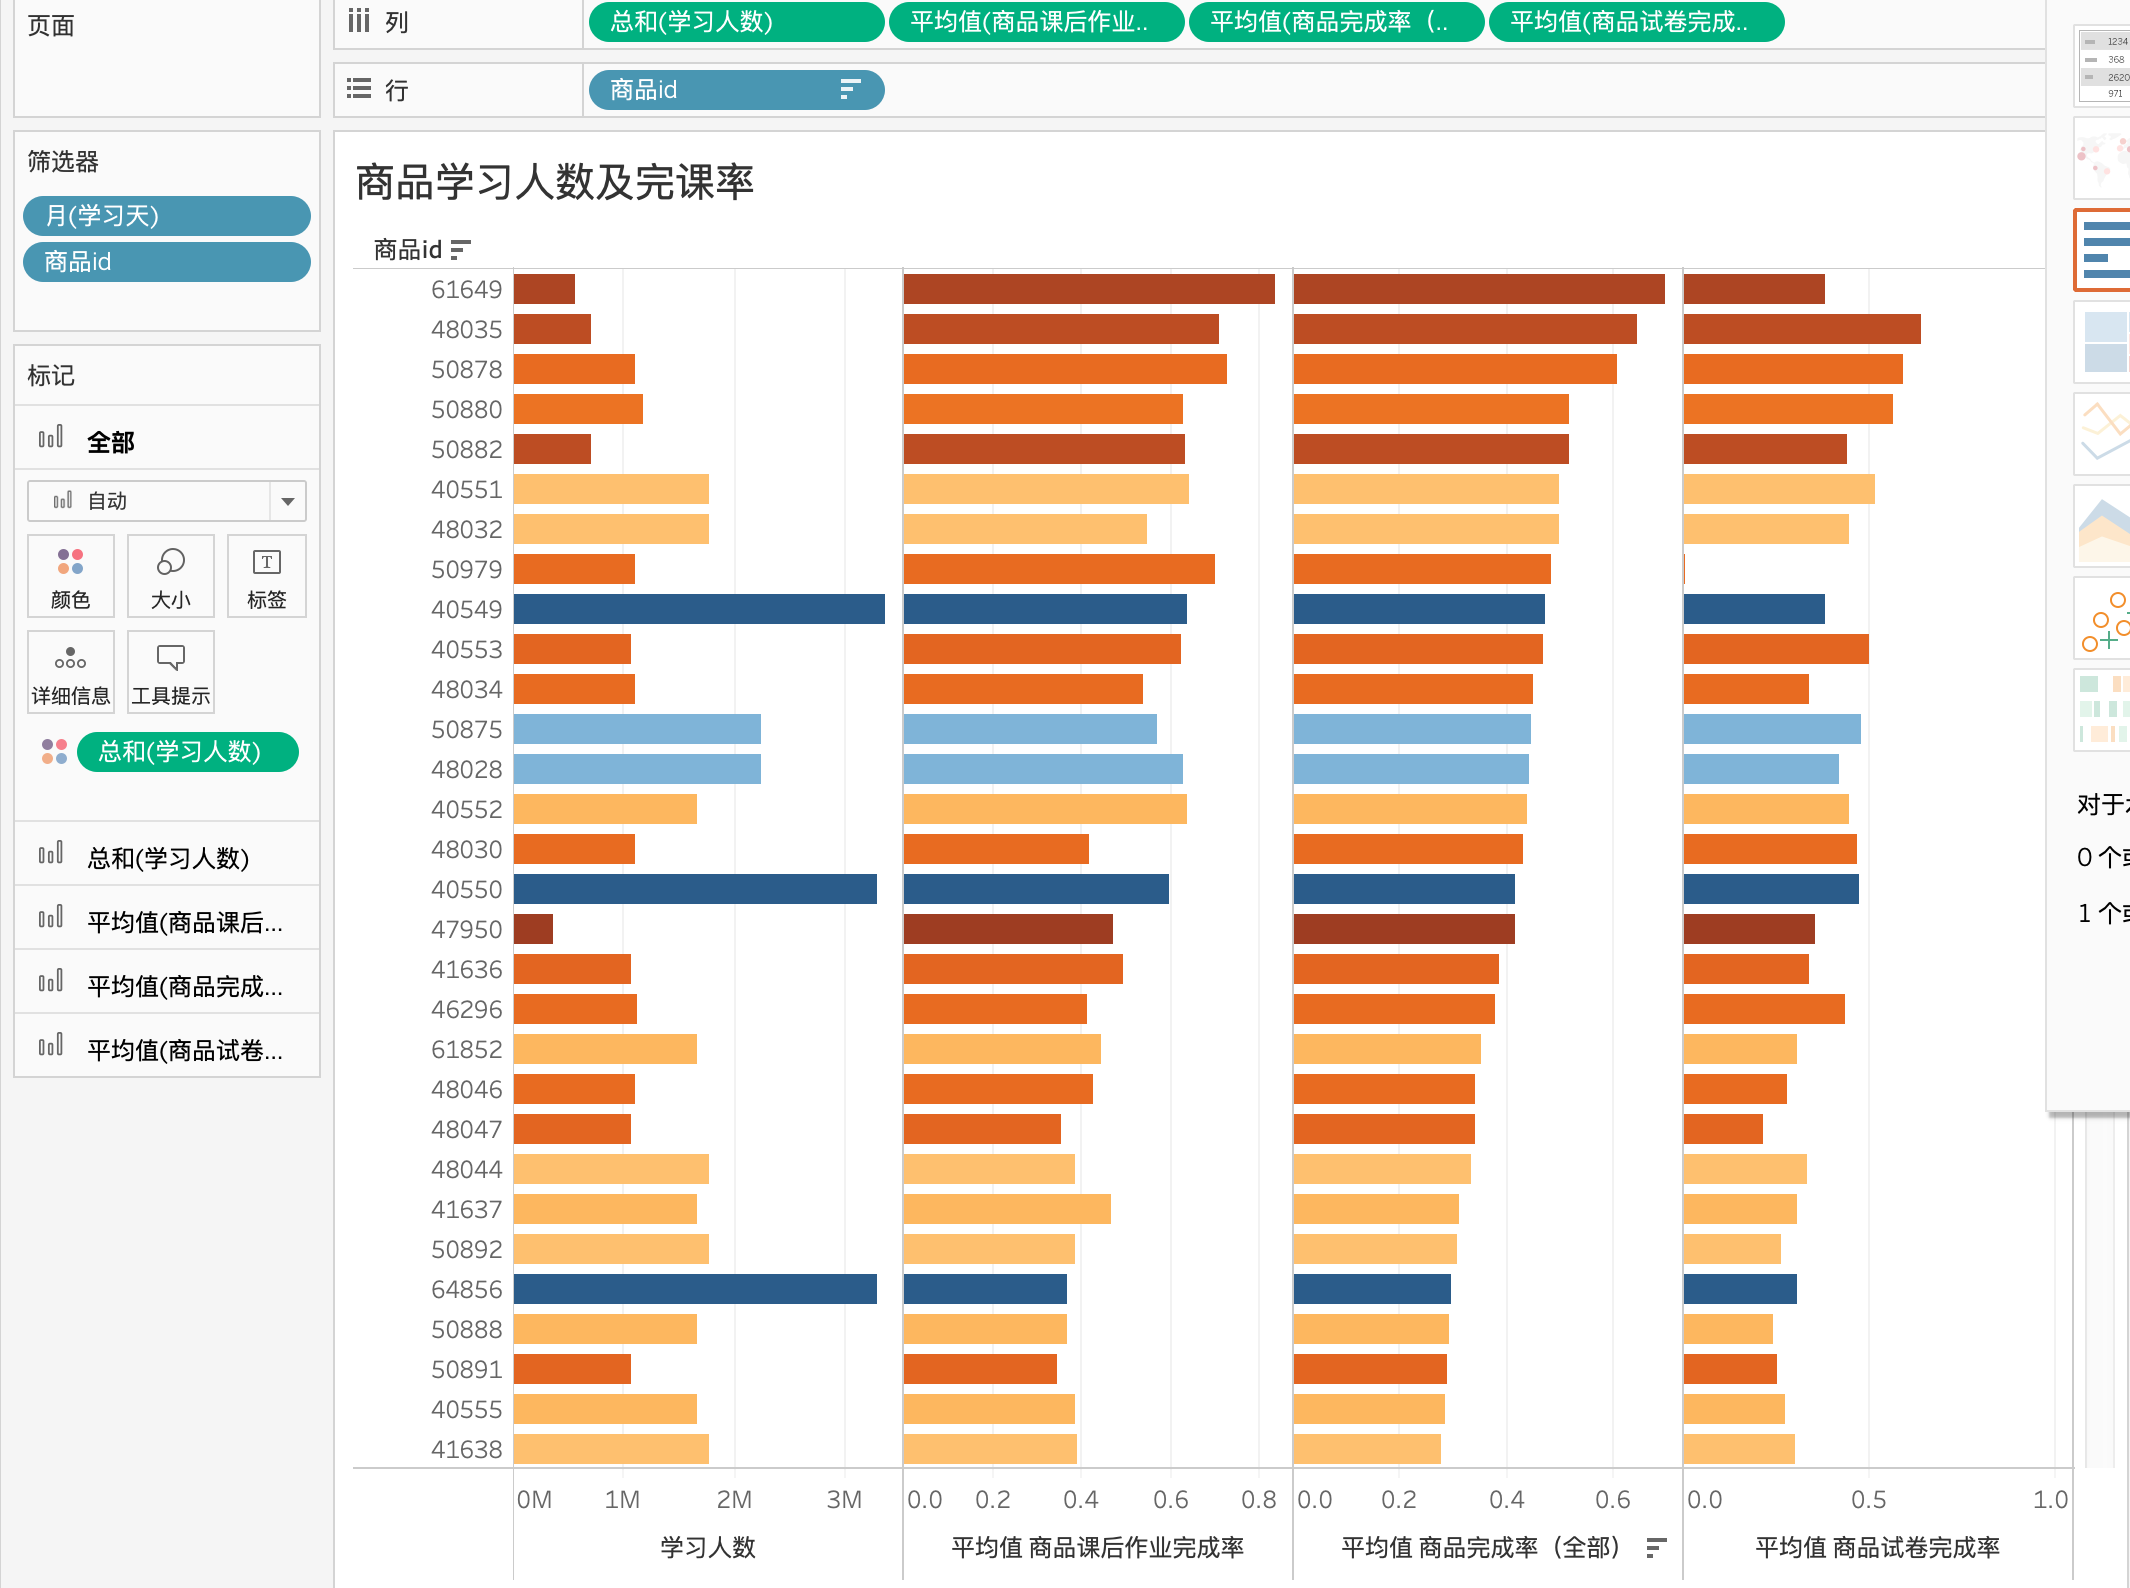 页面
列
总和(学习人数)
平均值(商品课后作业..
平均值(商品完成率（..
平均值(商品试卷完成..
行
商品id
筛选器
月(学习天)
商品id
标记
全部
自动
颜色
大小
标签
详细信息
工具提示
总和(学习人数)
总和(学习人数)
平均值(商品课后...
平均值(商品完成...
平均值(商品试卷...
商品学习人数及完课率
商品id
61649
48035
50878
50880
50882
40551
48032
50979
40549
40553
48034
50875
48028
40552
48030
40550
47950
41636
46296
61852
48046
48047
48044
41637
50892
64856
50888
50891
40555
41638
0M 1M 2M 3M
0.0 0.2 0.4 0.6 0.8
0.0 0.2 0.4 0.6
0.0 0.5 1.0
学习人数
平均值 商品课后作业完成率
平均值 商品完成率（全部）
平均值 商品试卷完成率
1234
368
2620
971
对于
0 个
1 个